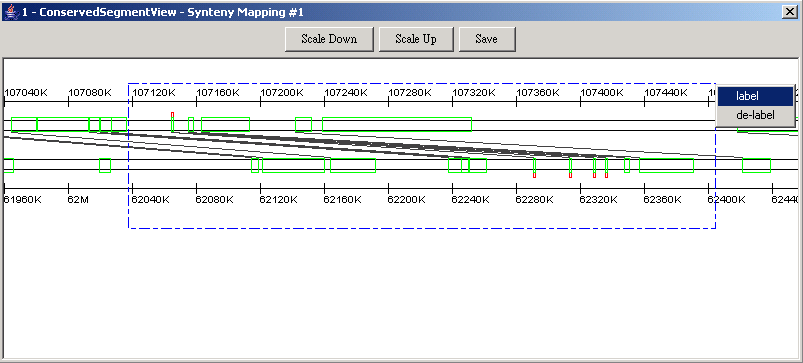 1 - ConservedSegmentView - Synteny Mapping #1
Scale Down Scale Up Save
107040K 107080K 107120K 107160K 107200K 107240K 107280K 107320K 107360K 107400K 107440K 10
label
de-label
61960K 62M 62040K 62080K 62120K 62160K 62200K 62240K 62280K 62320K 62360K 62400K 6244